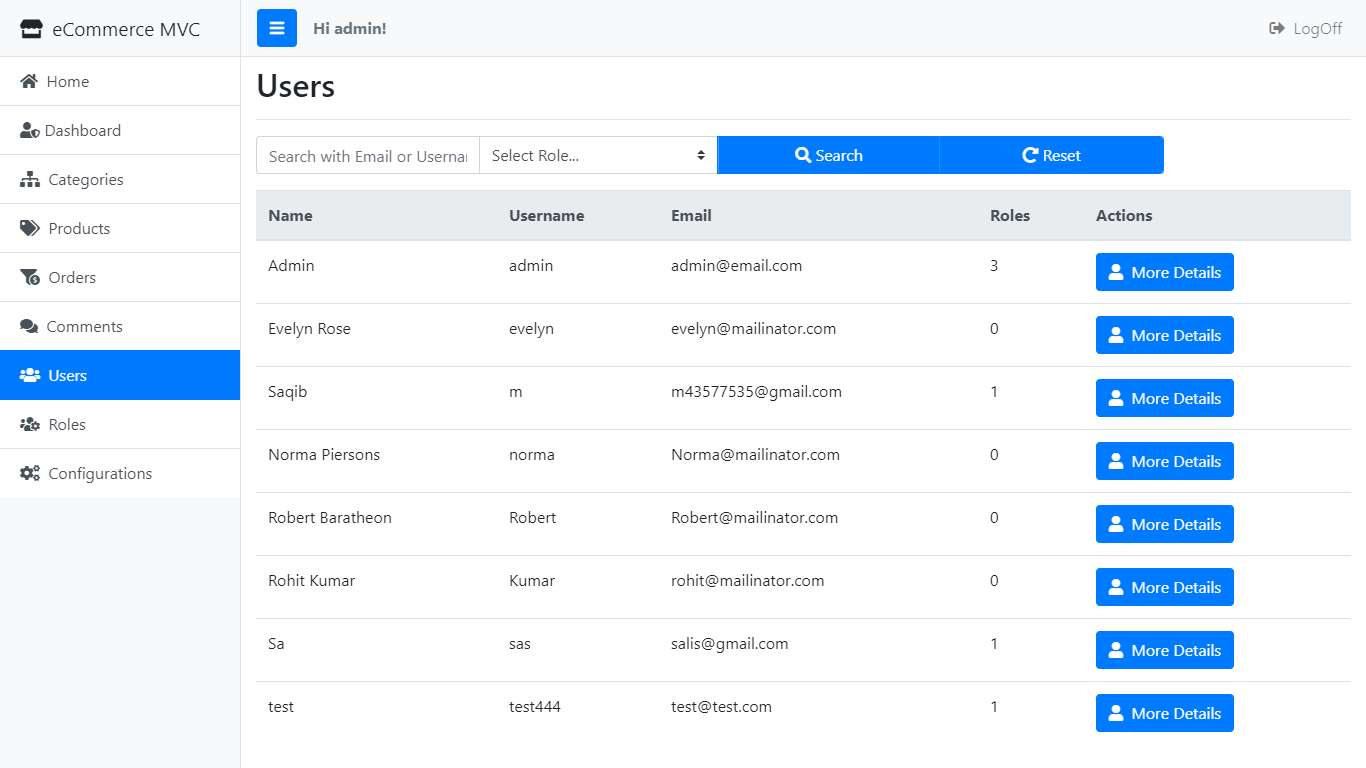 eCommerce MVC
Hi admin!
LogOff
Home
Dashboard
Categories
Products
Orders
Comments
Users
Roles
Configurations
Users
Search with Email or Userna
Select Role...
Search
Reset
Name Username Email Roles Actions
Admin admin admin@email.com 3 More Details
Evelyn Rose evelyn evelyn@mailinator.com 0 More Details
Saqib m m43577535@gmail.com 1 More Details
Norma Piersons norma Norma@mailinator.com 0 More Details
Robert Baratheon Robert Robert@mailinator.com 0 More Details
Rohit Kumar Kumar rohit@mailinator.com 0 More Details
Sa sas salis@gmail.com 1 More Details
test test444 test@test.com 1 More Details